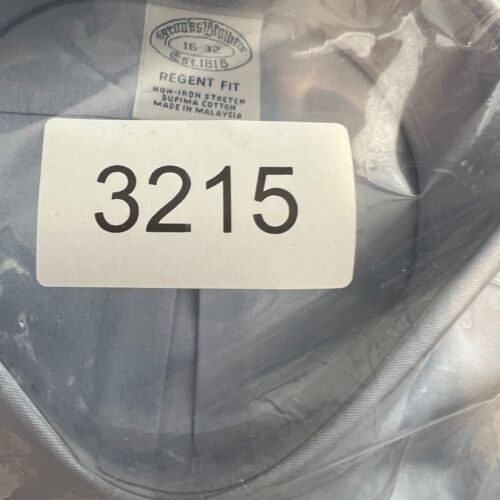 Brooks Brothers
16-32
Est. 1818
REGENT FIT
NON-IRON STRETCH
SUPIMA COTTON
MADE IN MALAYSIA
3215